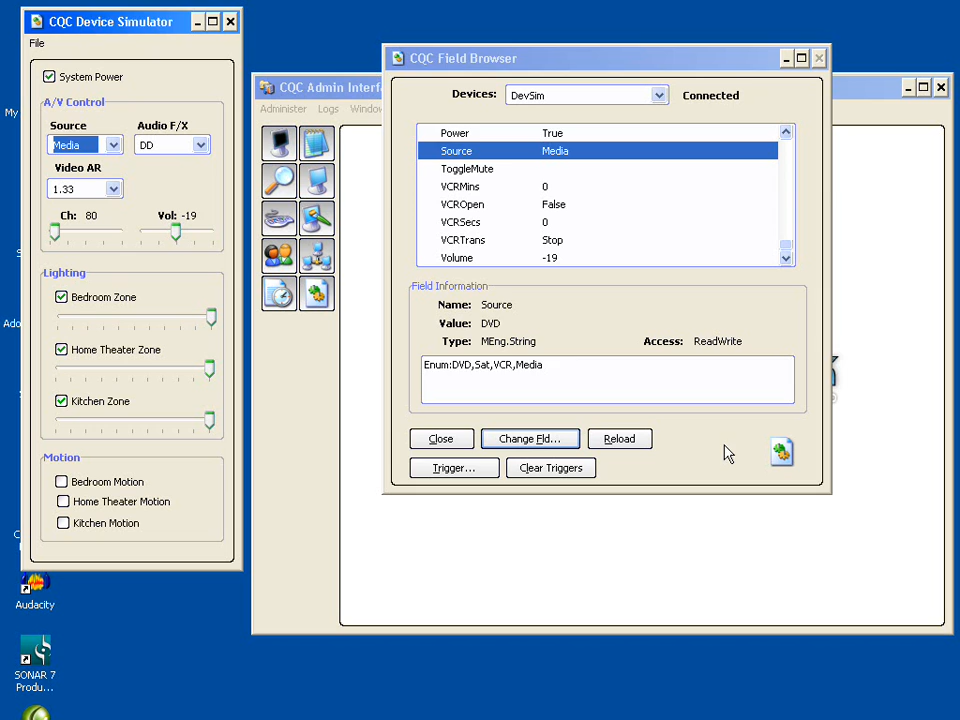 CQC Device Simulator
File
System Power
A/V Control
Source
Audio F/X
Media
DD
Video AR
1.33
Ch: 80
Vol: -19
Lighting
Bedroom Zone
Home Theater Zone
Kitchen Zone
Motion
Bedroom Motion
Home Theater Motion
Kitchen Motion
My
Ado
Audacity
SONAR 7
Produ...
CQC Admin Interf
Administer
Logs
Window
CQC Field Browser
Devices:
DevSim
Connected
Power True
Source Media
ToggleMute
VCRMins 0
VCROpen False
VCRSecs 0
VCRTrans Stop
Volume -19
Field Information
Name: Source
Value: DVD
Type: MEng.String
Access: ReadWrite
Enum:DVD,Sat,VCR,Media
Close
Change Fld...
Reload
Trigger...
Clear Triggers